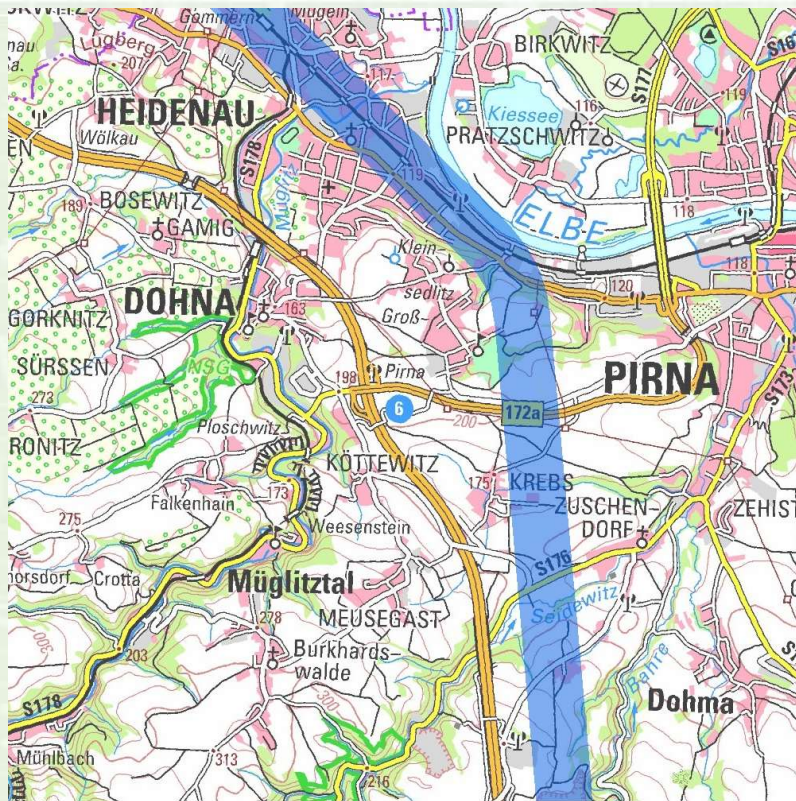 SKWITZ
Gommern
Mügeln
Lugberg
207
117
BIRKWITZ
S177
S16
119
HEIDENAU
Wölkau
S178
Müglitz
Kiessee
116
PRATZSCHWITZ
119
189
BOSEWITZ
GAMIG
ELBE
118
Klein-
sedlitz
Groß-
118
120
DOHNA
163
GORKNITZ
SÜRSSEN
NSG
273
RONITZ
Ploschwitz
198
Pirna
6
200
172a
PIRNA
S173
KÖTTEWITZ
175
KREBS
173
Falkenhain
275
Weesenstein
ZUSCHEN-
DORF
ZEHIST
S176
Crotta
Müglitztal
MEUSEGAST
Seidewitz
278
Burkhards-
walde
203
300
300
S178
Bahre
Dohma
Mühlbach
313
216